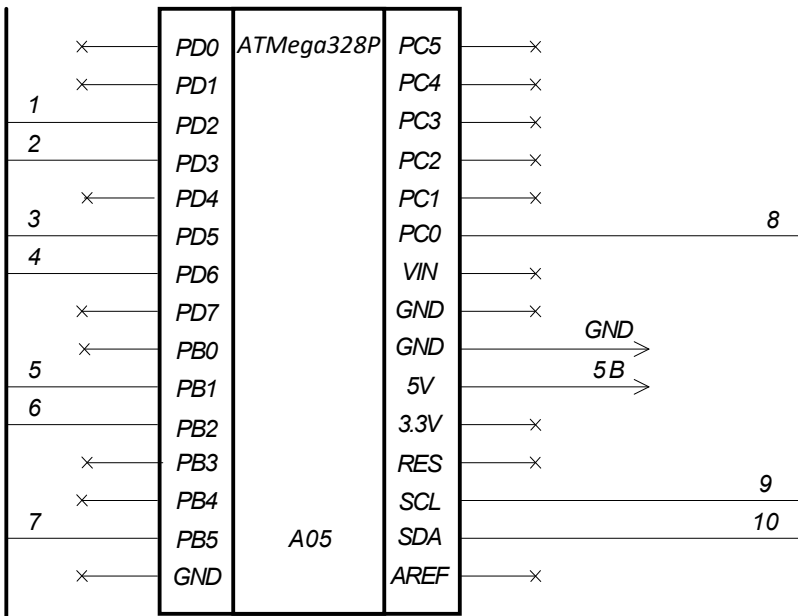 PD0 ATMega328P PC5
PD1 PC4
1
PD2 PC3
2
PD3 PC2
PD4 PC1
3 8
PD5 PC0
4
PD6 VIN
PD7 GND
GND
PB0 GND
5 5В
PB1 5V
6
PB2 3.3V
PB3 RES
9
PB4 SCL
7 10
PB5 A05 SDA
GND AREF